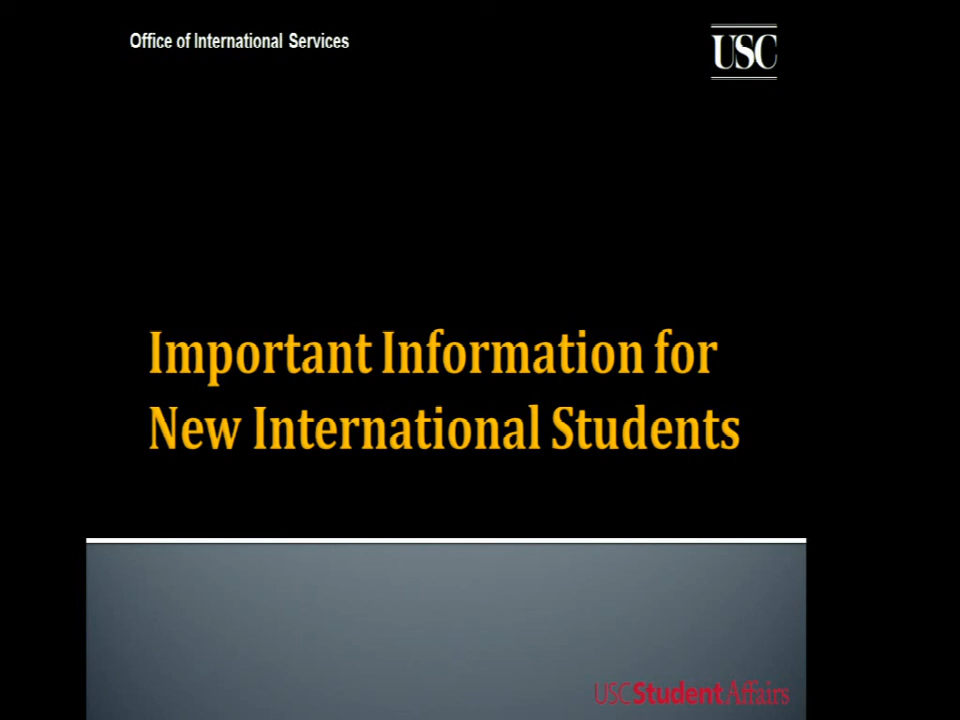 Office of International Services
USC
Important Information for
New International Students
USCStudentAffairs